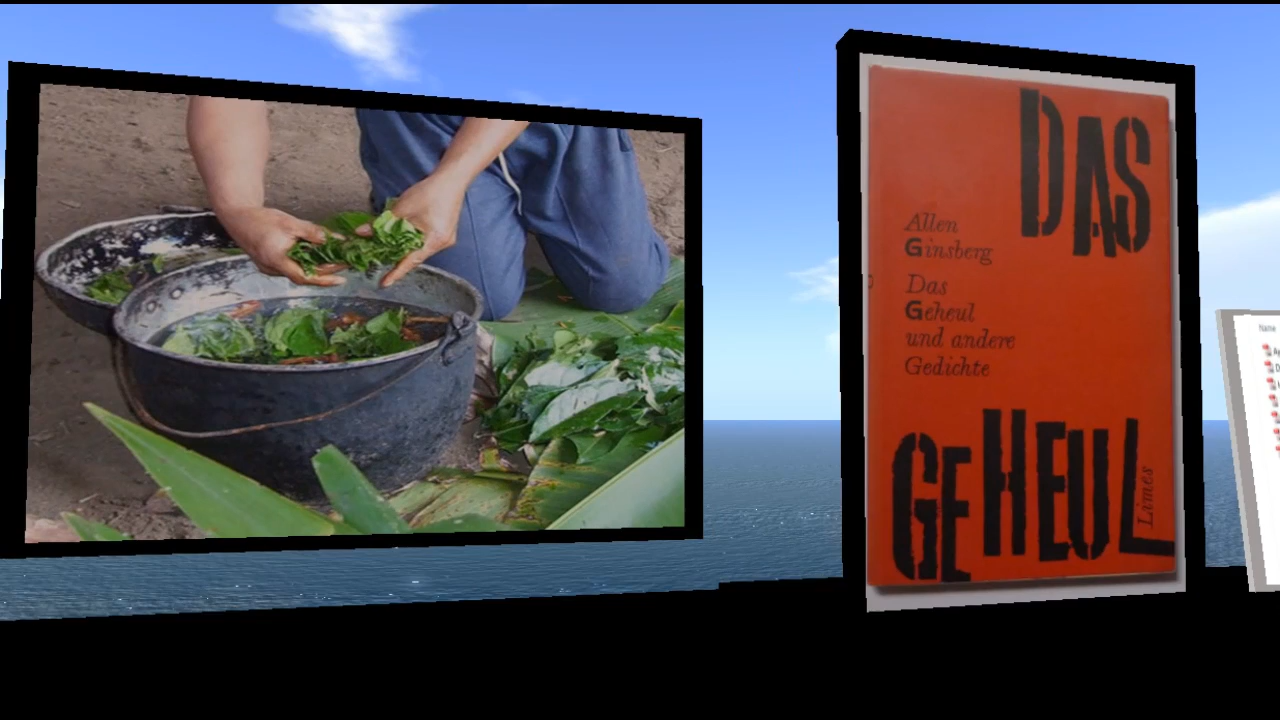 DAS
Allen
Ginsberg
Das
Geheul
und andere
Gedichte
GEHEUL
Limes
Name